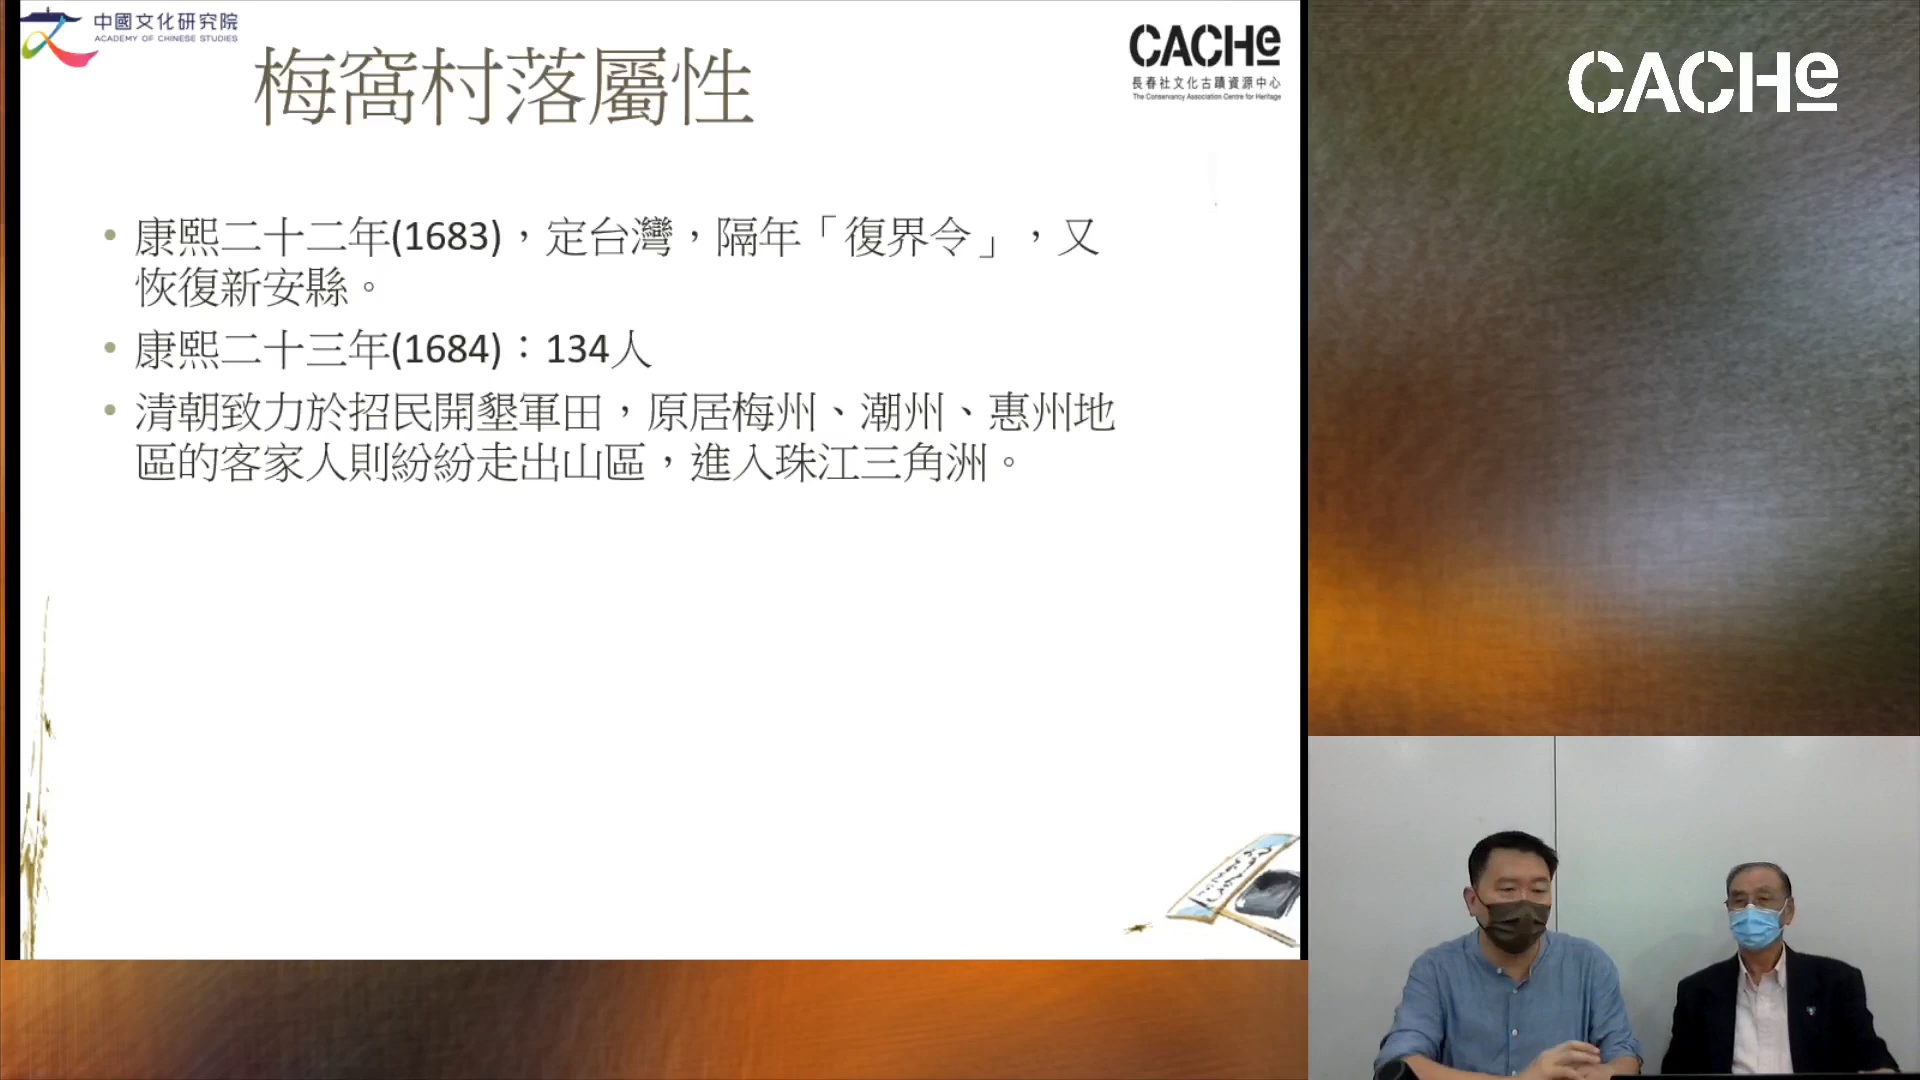 中國文化研究院
ACADEMY OF CHINESE STUDIES
梅窩村落屬性
CACHe
長春社文化古蹟資源中心
The Conservancy Association Centre for Heritage
CACHe
• 康熙二十二年(1683)，定台灣，隔年「復界令」，又
恢復新安縣。
• 康熙二十三年(1684)：134人
• 清朝致力於招民開墾軍田，原居梅州、潮州、惠州地
區的客家人則紛紛走出山區，進入珠江三角洲。